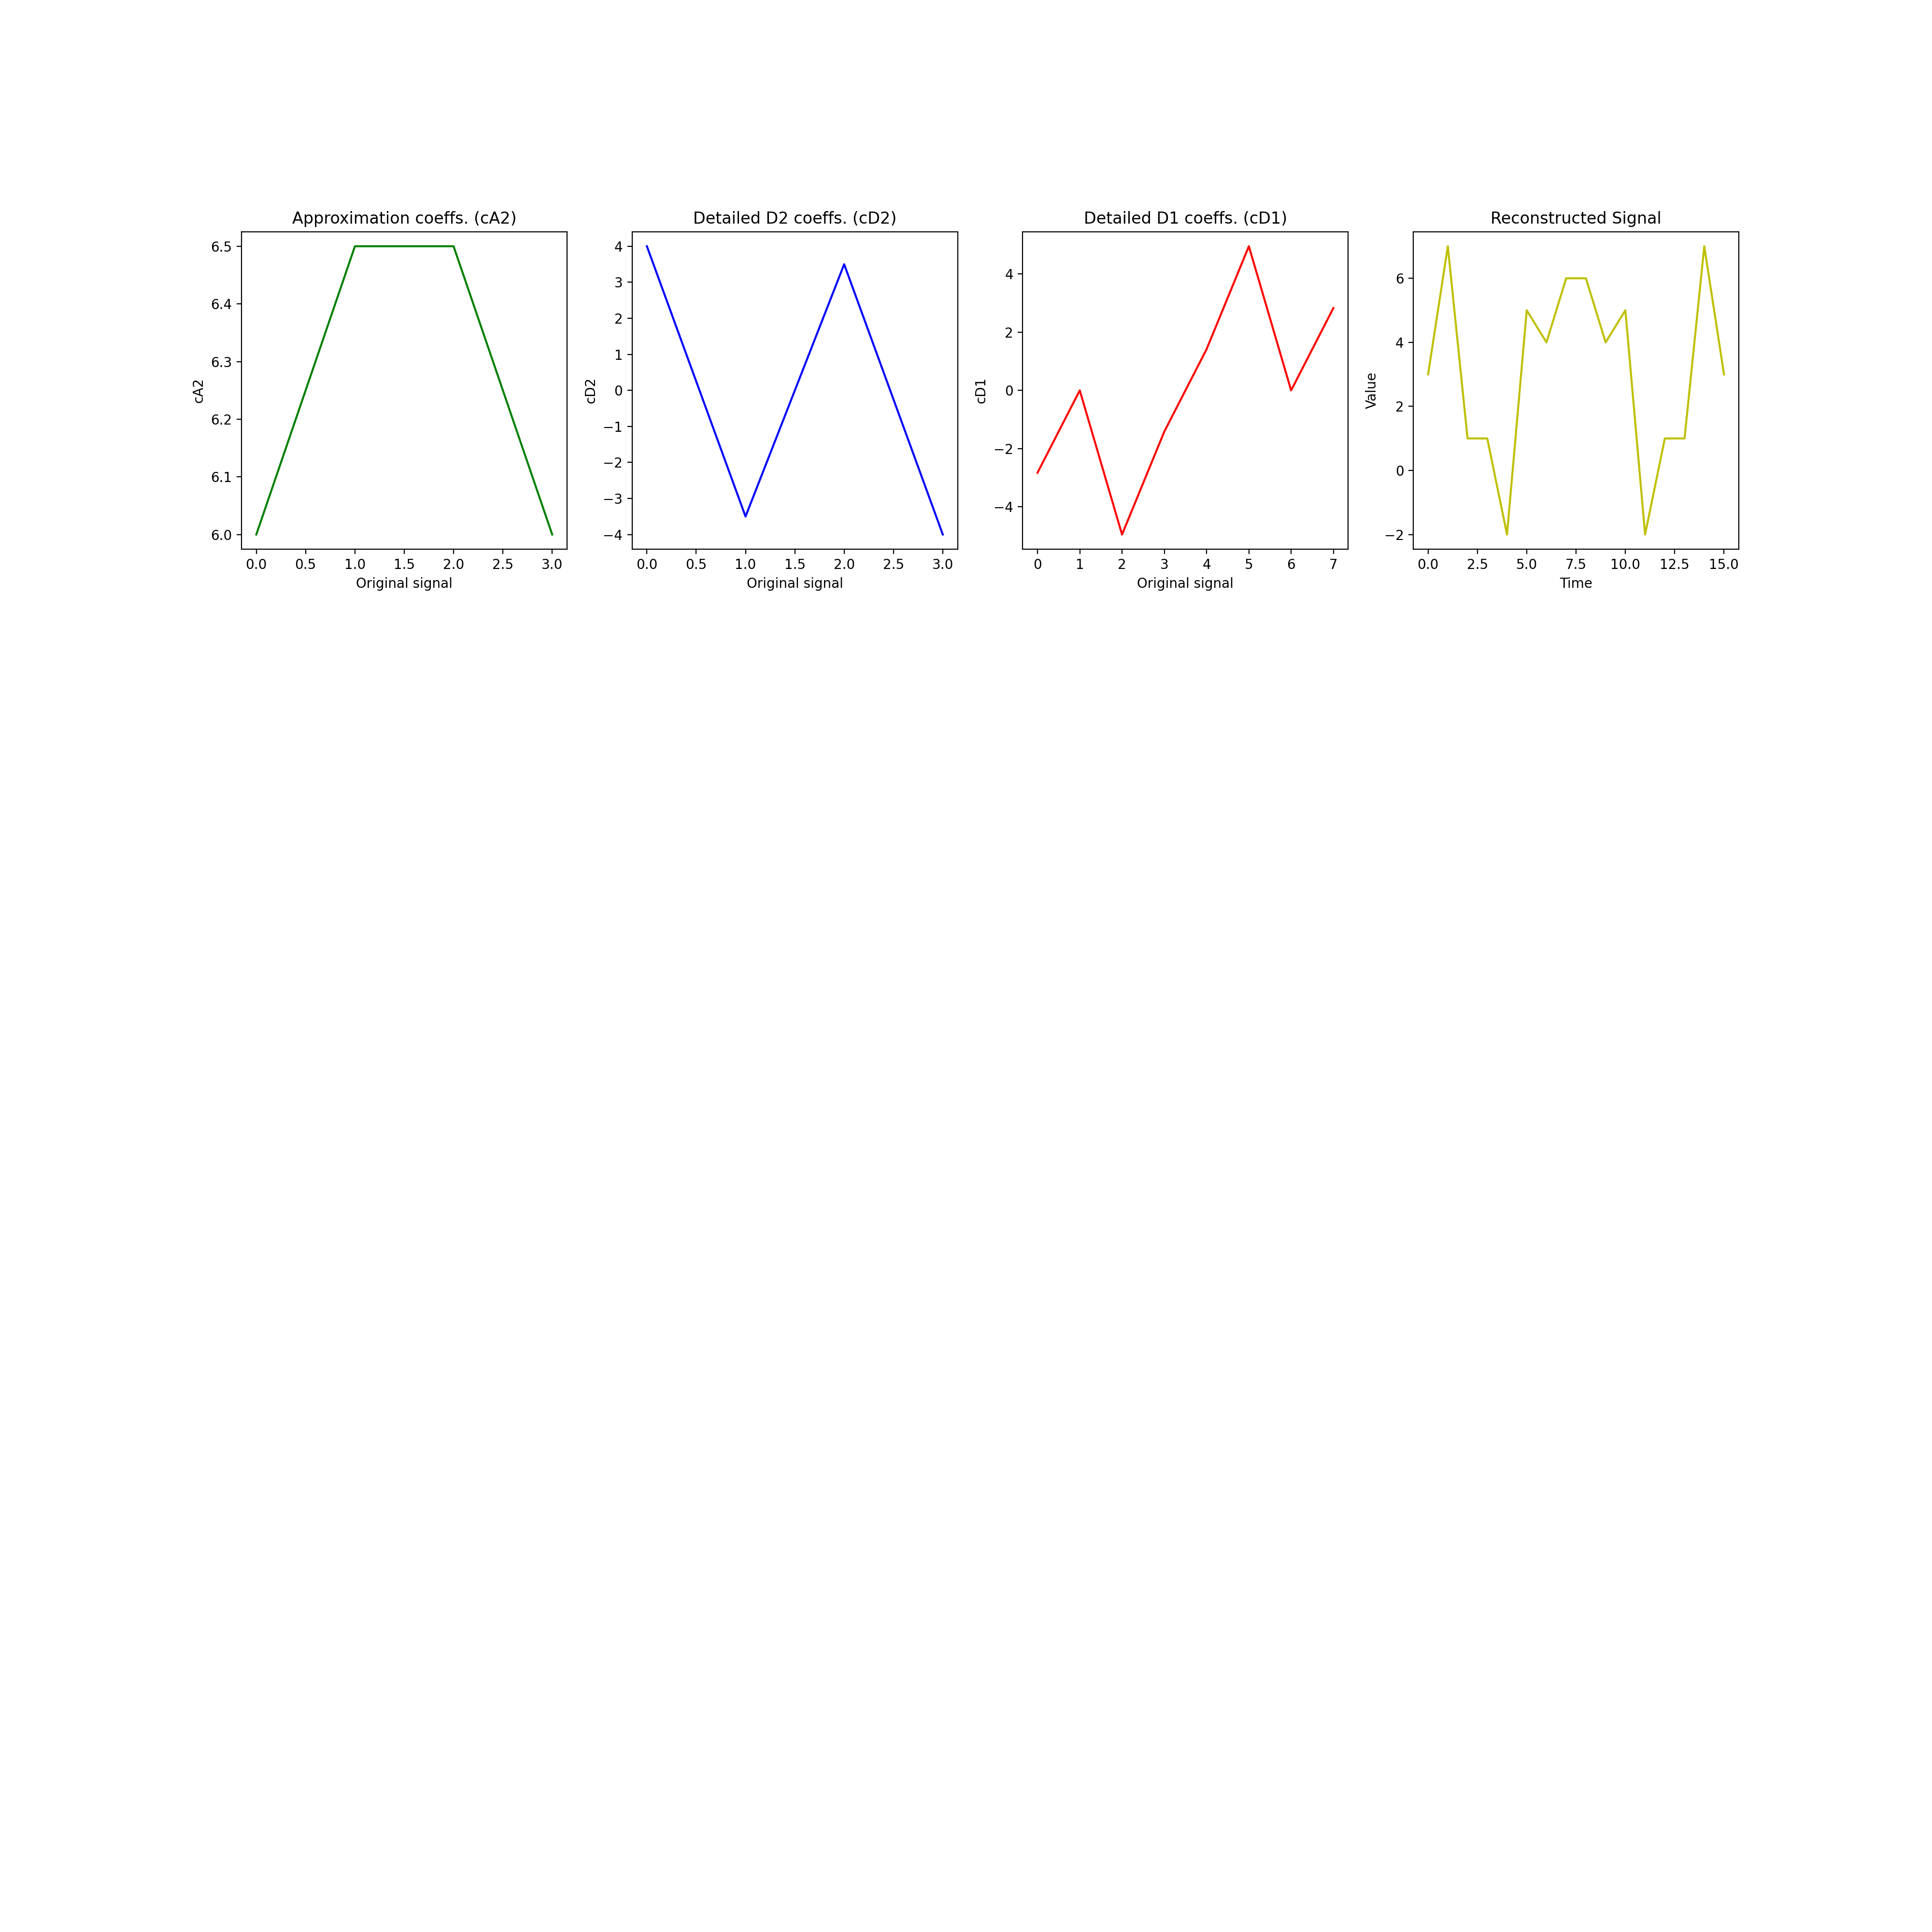 Approximation coeffs. (cA2)
cA2
6.5
6.4
6.3
6.2
6.1
6.0
0.0 0.5 1.0 1.5 2.0 2.5 3.0
Original signal
Detailed D2 coeffs. (cD2)
cD2
4
3
2
1
0
−1
−2
−3
−4
0.0 0.5 1.0 1.5 2.0 2.5 3.0
Original signal
Detailed D1 coeffs. (cD1)
cD1
4
2
0
−2
−4
0 1 2 3 4 5 6 7
Original signal
Reconstructed Signal
Value
6
4
2
0
−2
0.0 2.5 5.0 7.5 10.0 12.5 15.0
Time